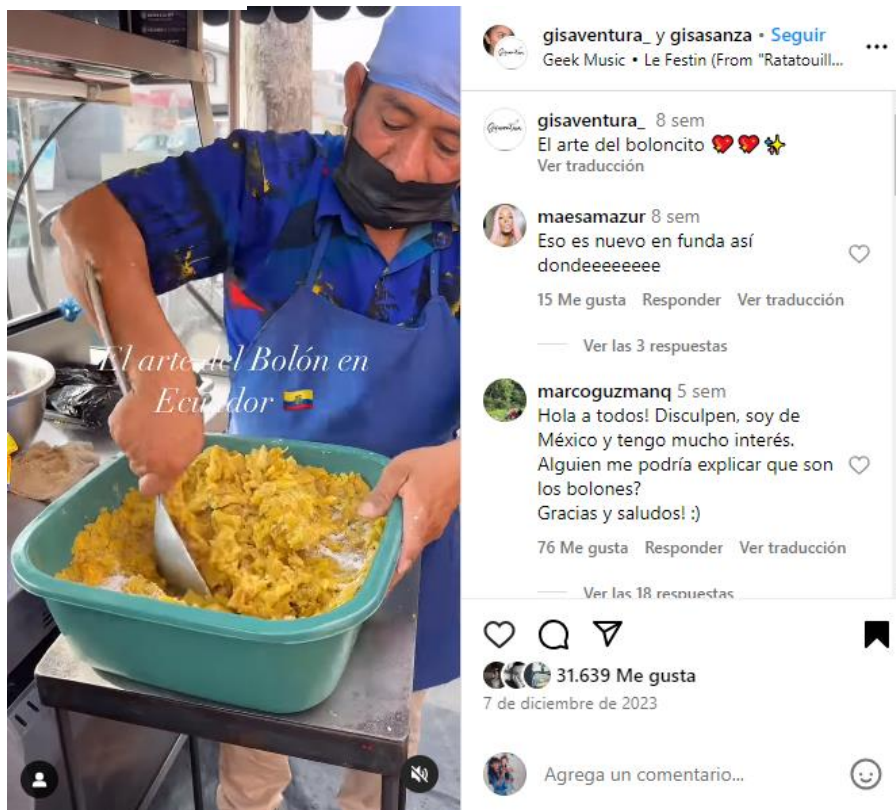 El arte del Bolón en
Ecuador
gisaventura_ y gisasanza • Seguir
Geek Music • Le Festin (From "Ratatouill...
gisaventura_ 8 sem
El arte del boloncito
Ver traducción
maesamazur 8 sem
Eso es nuevo en funda así
dondeeeeeeee
15 Me gusta Responder Ver traducción
Ver las 3 respuestas
marcoguzmanq 5 sem
Hola a todos! Disculpen, soy de
México y tengo mucho interés.
Alguien me podría explicar que son
los bolones?
Gracias y saludos! :)
76 Me gusta Responder Ver traducción
Ver las 18 respuestas
31.639 Me gusta
7 de diciembre de 2023
Agrega un comentario...